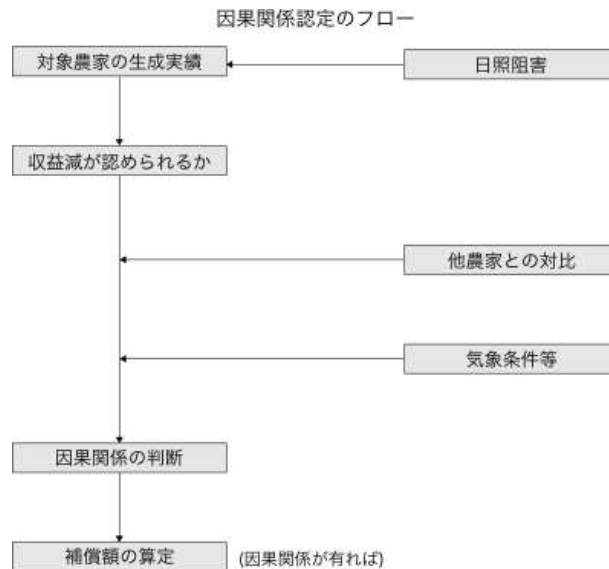 因果関係認定のフロー
対象農家の生成実績
日照阻害
収益減が認められるか
他農家との対比
気象条件等
因果関係の判断
補償額の算定
(因果関係が有れば)